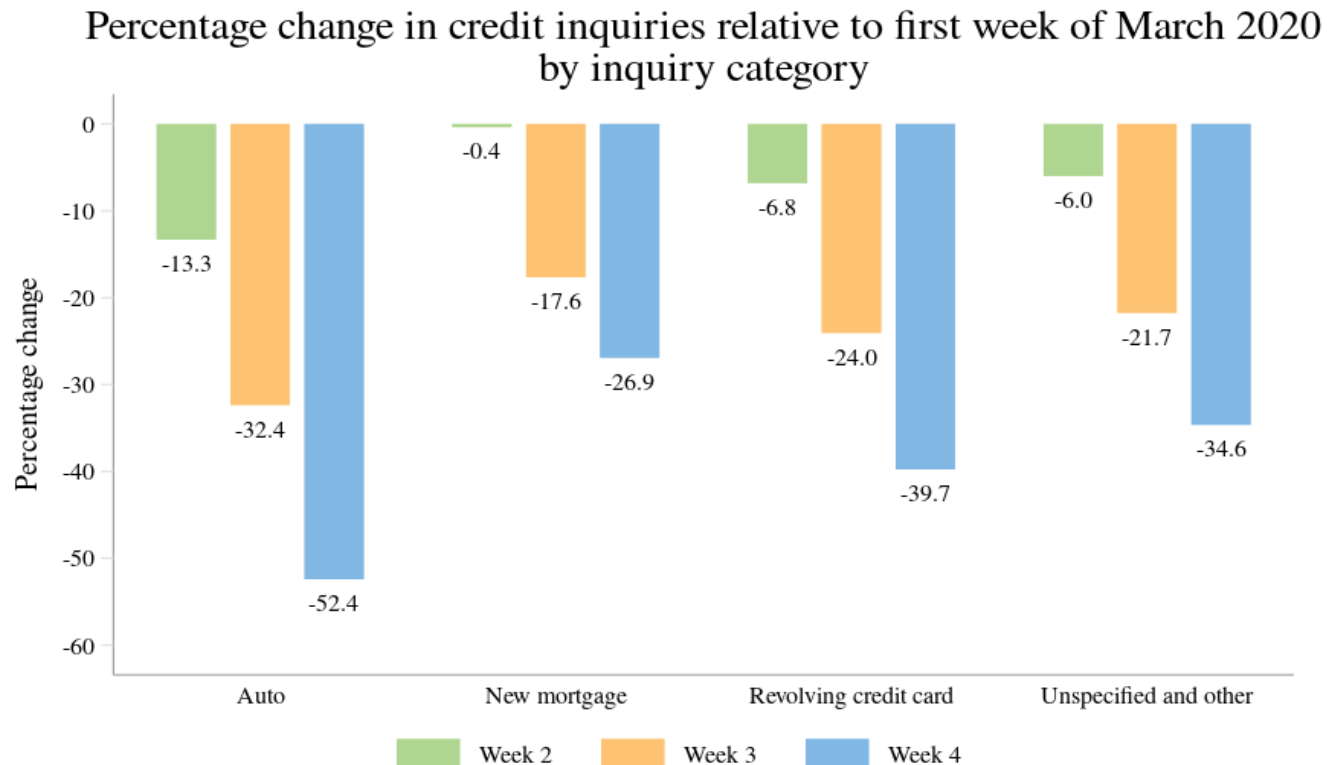 Percentage change in credit inquiries relative to first week of March 2020
by inquiry category
Percentage change
0
-10
-20
-30
-40
-50
-60
-13.3
-32.4
-52.4
-0.4
-17.6
-26.9
-6.8
-24.0
-39.7
-6.0
-21.7
-34.6
Auto
New mortgage
Revolving credit card
Unspecified and other
Week 2
Week 3
Week 4